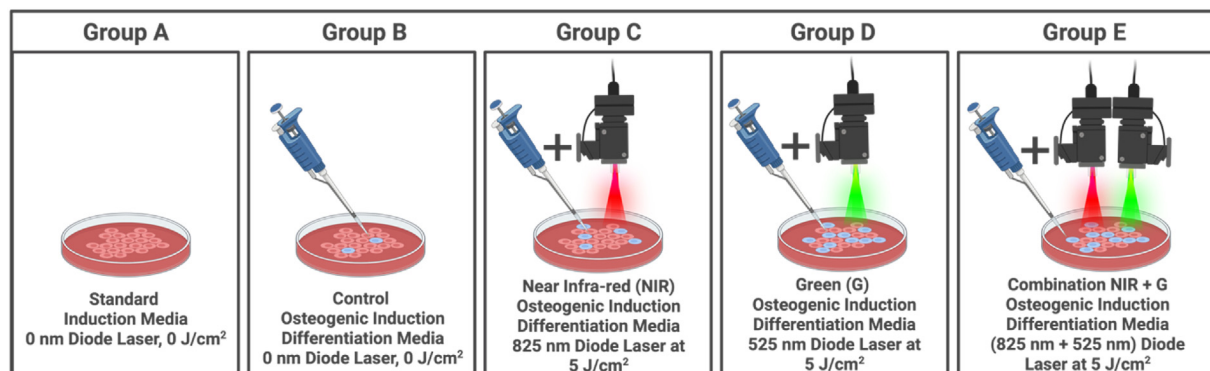 Group A
Standard
Induction Media
0 nm Diode Laser, 0 J/cm²
Group B
Control
Osteogenic Induction
Differentiation Media
0 nm Diode Laser, 0 J/cm²
Group C
Near Infra-red (NIR)
Osteogenic Induction
Differentiation Media
825 nm Diode Laser at
5 J/cm²
Group D
Green (G)
Osteogenic Induction
Differentiation Media
525 nm Diode Laser at
5 J/cm²
Group E
Combination NIR + G
Osteogenic Induction
Differentiation Media
(825 nm + 525 nm) Diode
Laser at 5 J/cm²